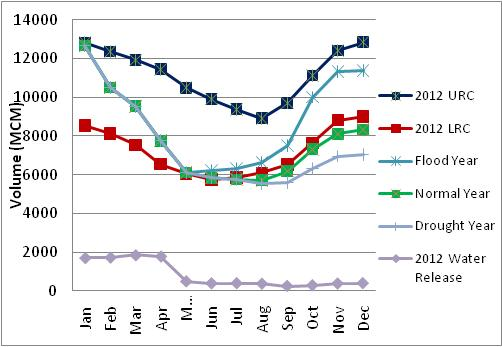 14000
12000
10000
8000
6000
4000
2000
0
Volume (MCM)
Jan
Feb
Mar
Apr
M...
Jun
Jul
Aug
Sep
Oct
Nov
Dec
2012 URC
2012 LRC
Flood Year
Normal Year
Drought Year
2012 Water
Release